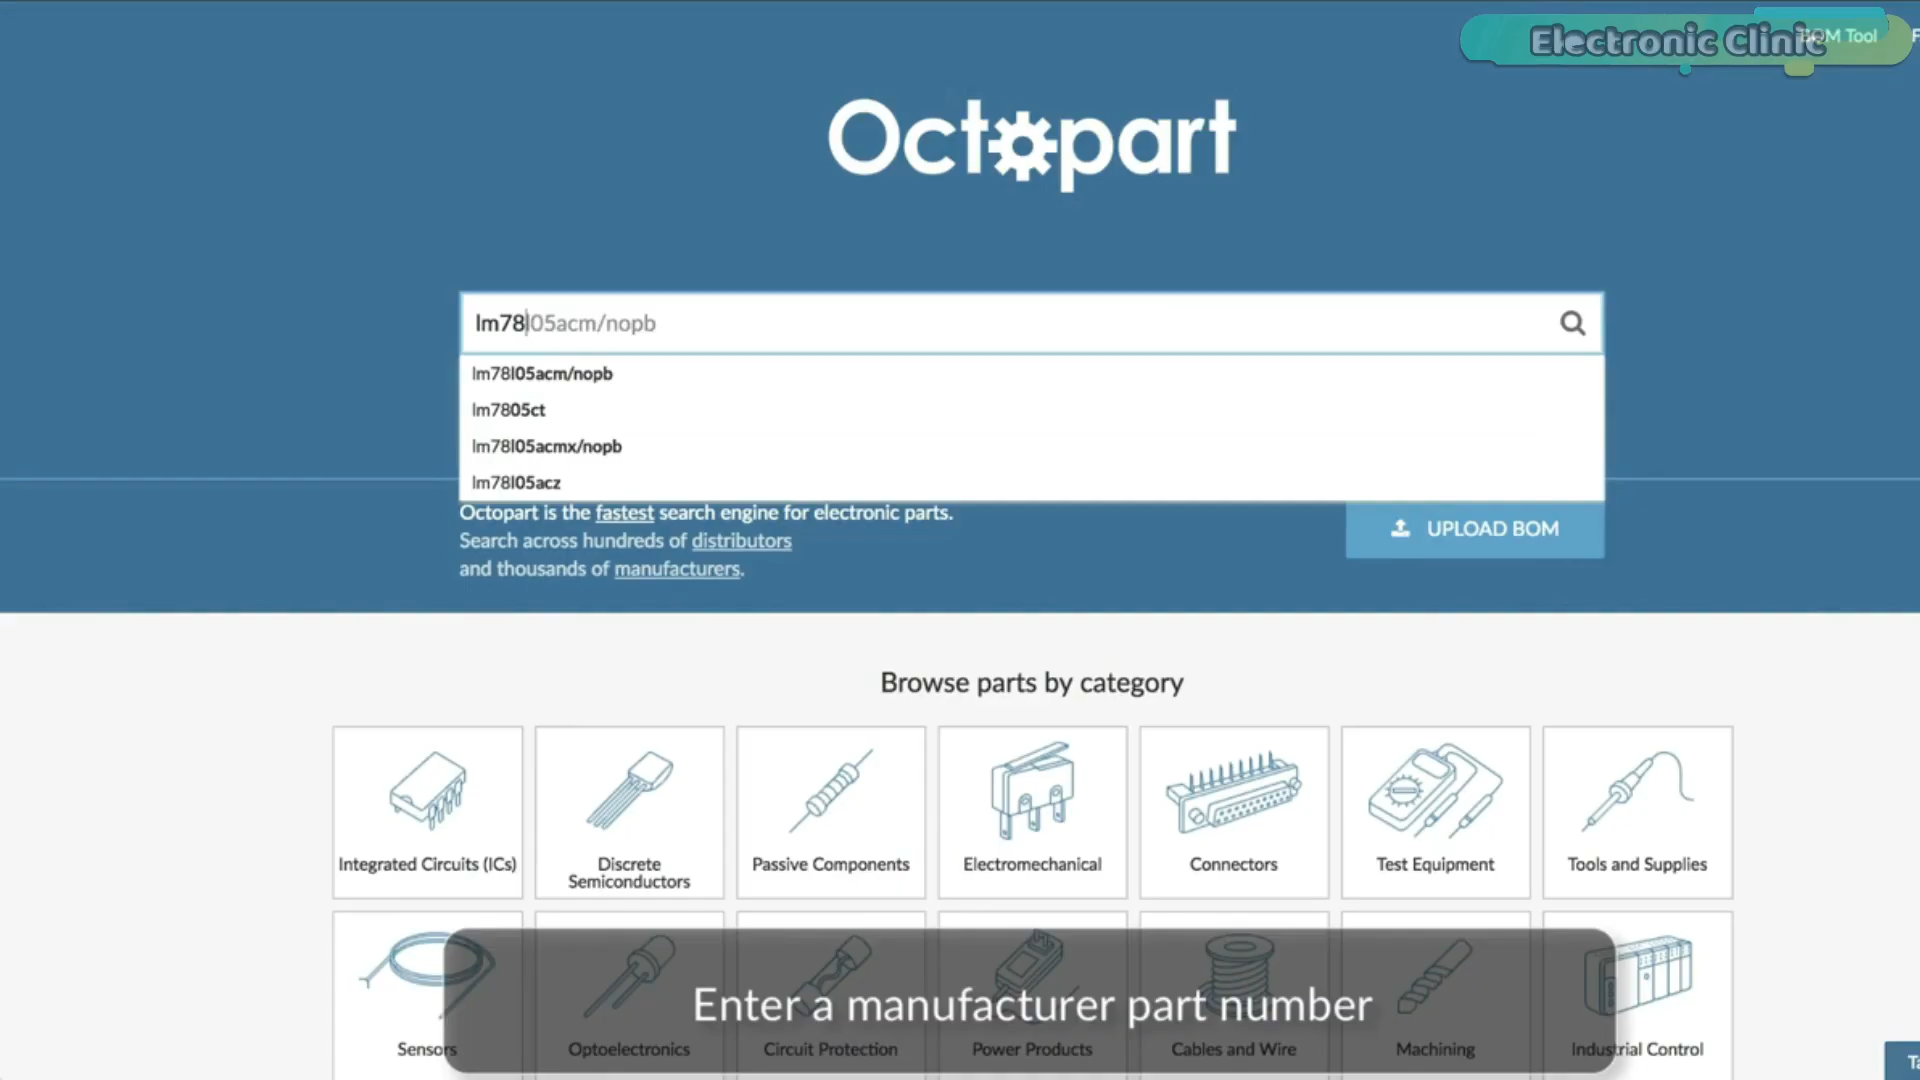 Electronic Clinic
BOM Tool
F
Octopart
lm78l05acm/nopb
lm78l05acm/nopb
lm7805ct
lm78l05acmx/nopb
lm78l05acz
Octopart is the fastest search engine for electronic parts.
Search across hundreds of distributors
and thousands of manufacturers.
UPLOAD BOM
Browse parts by category
Integrated Circuits (ICs)
Discrete
Semiconductors
Passive Components
Electromechanical
Connectors
Test Equipment
Tools and Supplies
Enter a manufacturer part number
Sensors
Optoelectronics
Circuit Protection
Power Products
Cables and Wire
Machining
Industrial Control
Ta